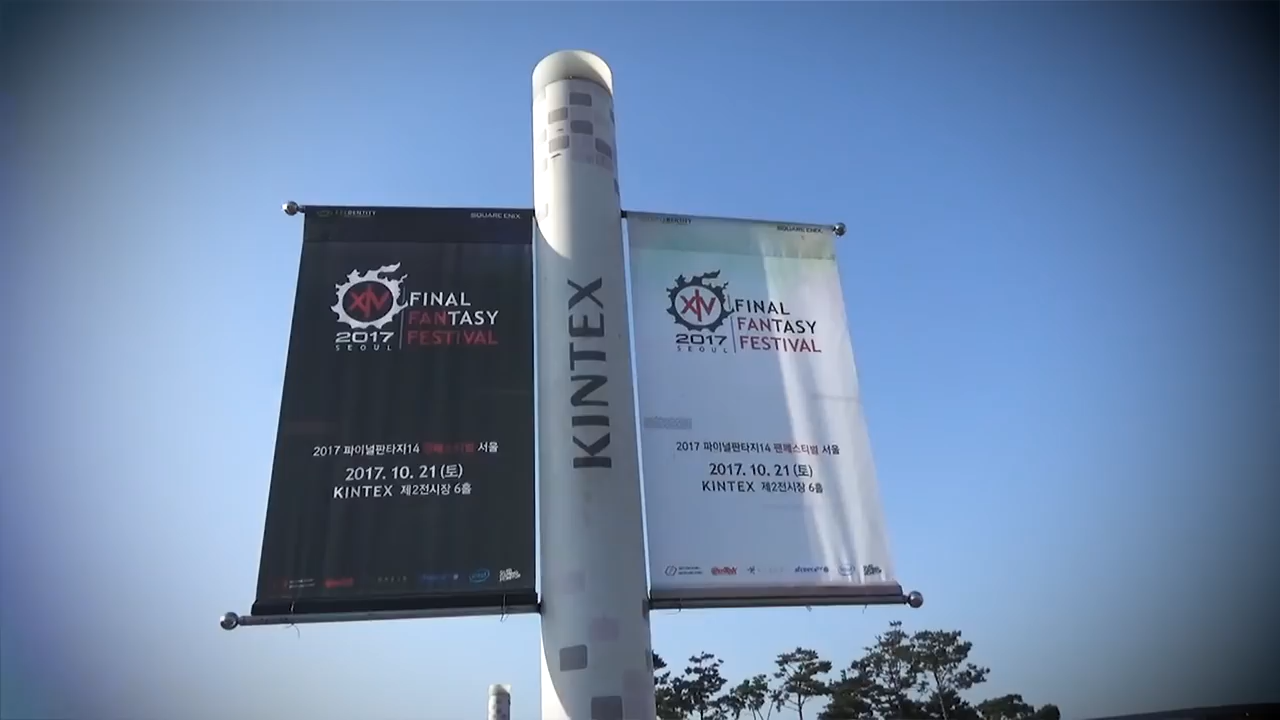 SQUARE ENIX
XIV
FINAL
FANTASY
FESTIVAL
2017
SEOUL
2017 파이널판타지14 팬페스티벌 서울
2017. 10. 21 (토)
KINTEX 제2전시장 6홀
intel
KINTEX
SQUARE ENIX
XIV
FINAL
FANTASY
FESTIVAL
2017
SEOUL
2017 파이널판타지14 팬페스티벌 서울
2017. 10. 21 (토)
KINTEX 제2전시장 6홀
intel